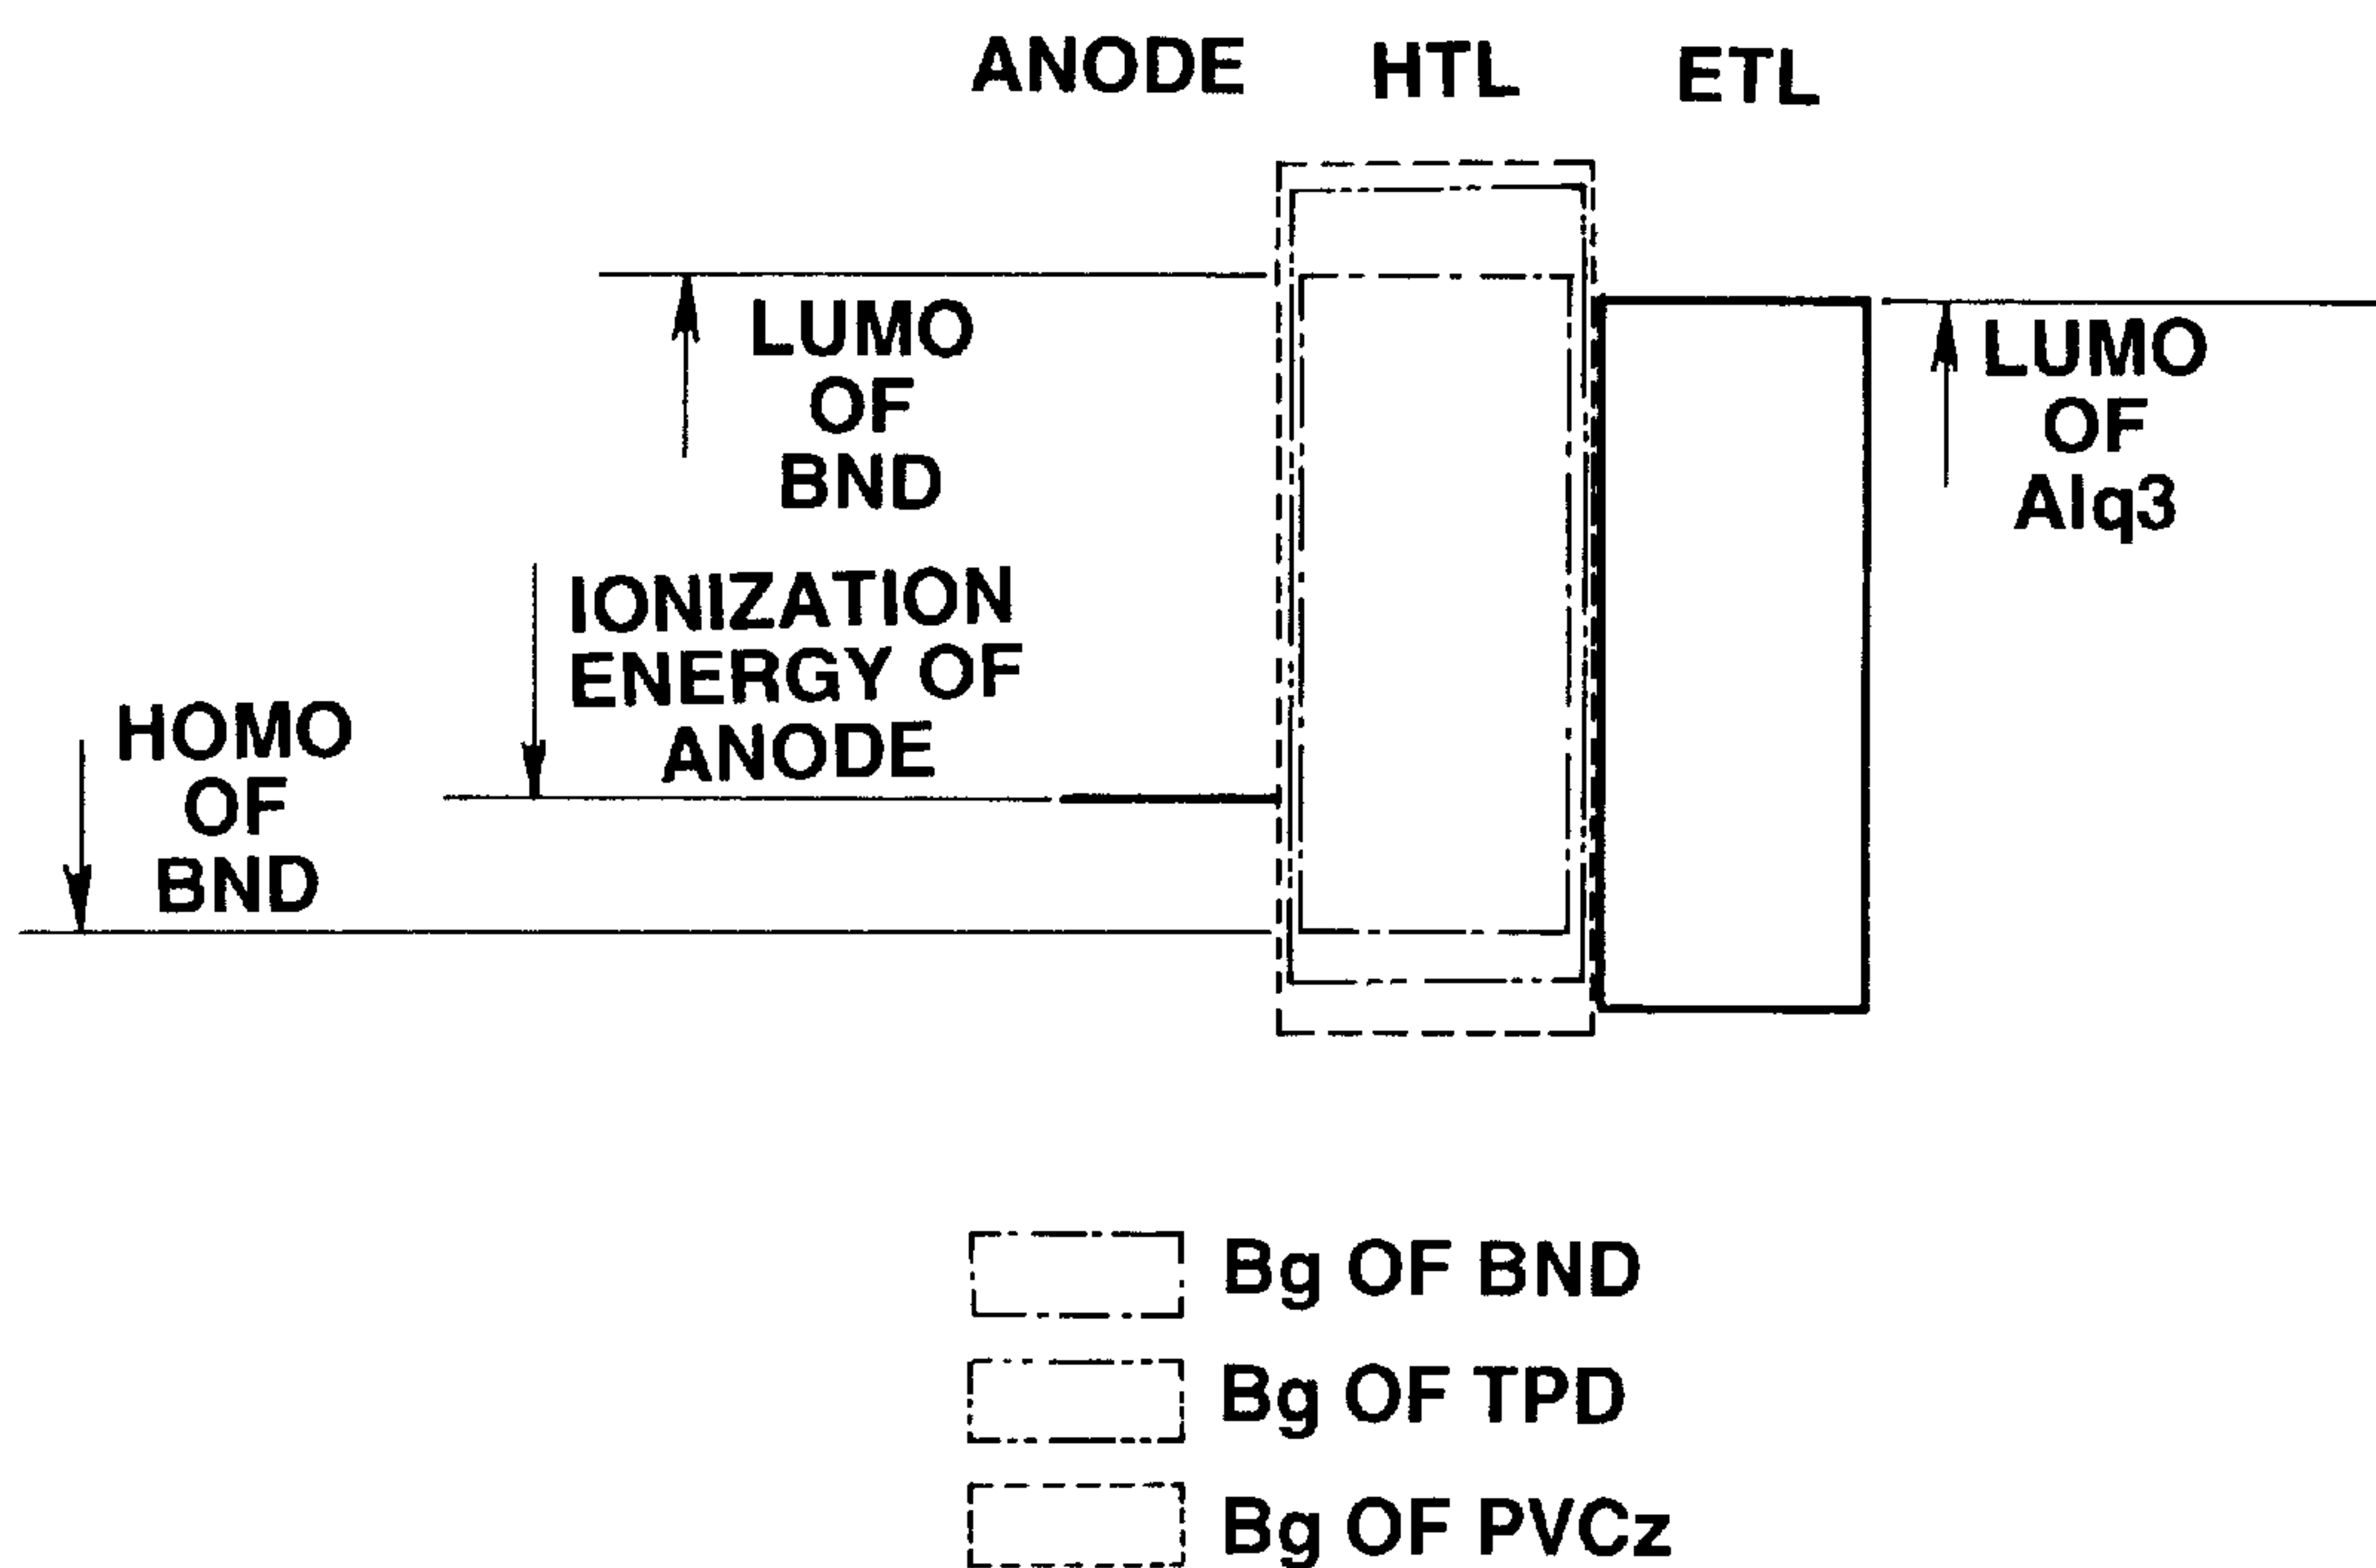 ANODE HTL ETL
LUMO
OF
BND
LUMO
OF
Alq3
IONIZATION
ENERGY OF
ANODE
HOMO
OF
BND
Bg OF BND
Bg OF TPD
Bg OF PVCz